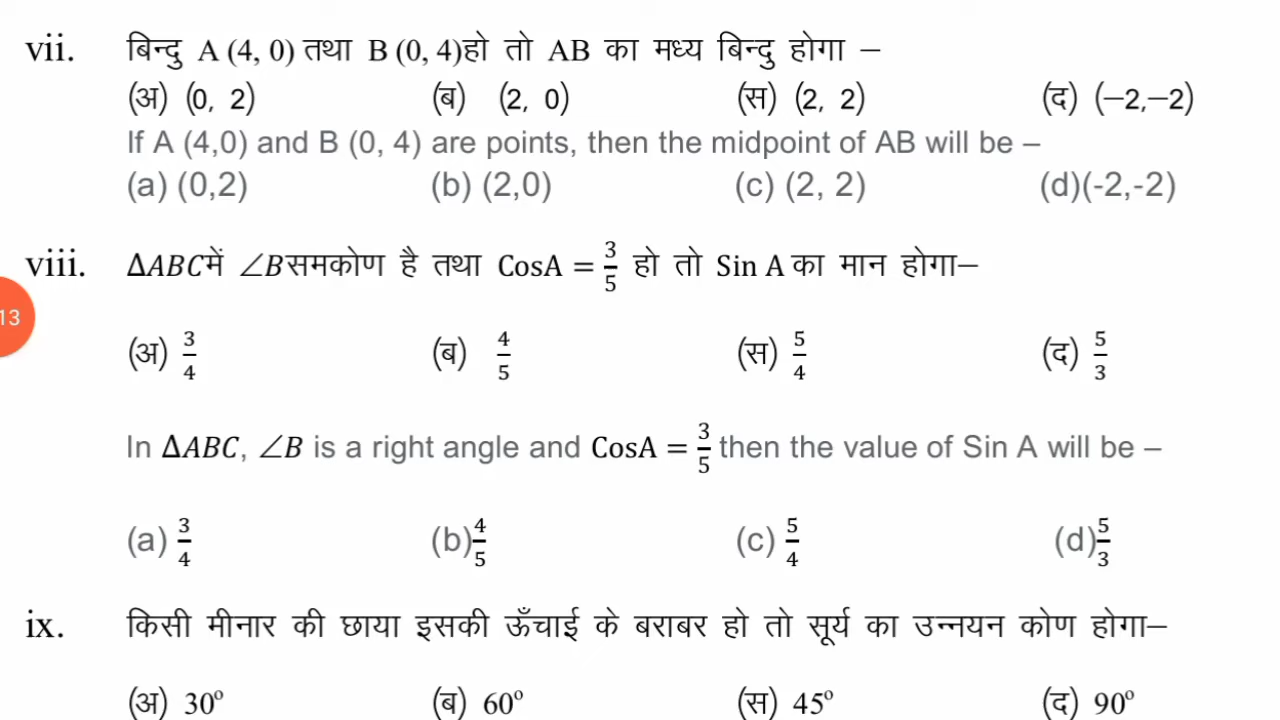 vii. बिन्दु A (4, 0) तथा B (0, 4)हो तो AB का मध्य बिन्दु होगा –
(अ) (0, 2) (ब) (2, 0) (स) (2, 2) (द) (–2,–2)
If A (4,0) and B (0, 4) are points, then the midpoint of AB will be –
(a) (0,2) (b) (2,0) (c) (2, 2) (d)(-2,-2)
viii. ΔABCमें ∠Bसमकोण है तथा CosA = 3/5 हो तो Sin A का मान होगा–
13
(अ) 3/4 (ब) 4/5 (स) 5/4 (द) 5/3
In ΔABC, ∠B is a right angle and CosA = 3/5 then the value of Sin A will be –
(a) 3/4 (b)4/5 (c) 5/4 (d)5/3
ix. किसी मीनार की छाया इसकी ऊँचाई के बराबर हो तो सूर्य का उन्नयन कोण होगा–
(अ) 30° (ब) 60° (स) 45° (द) 90°